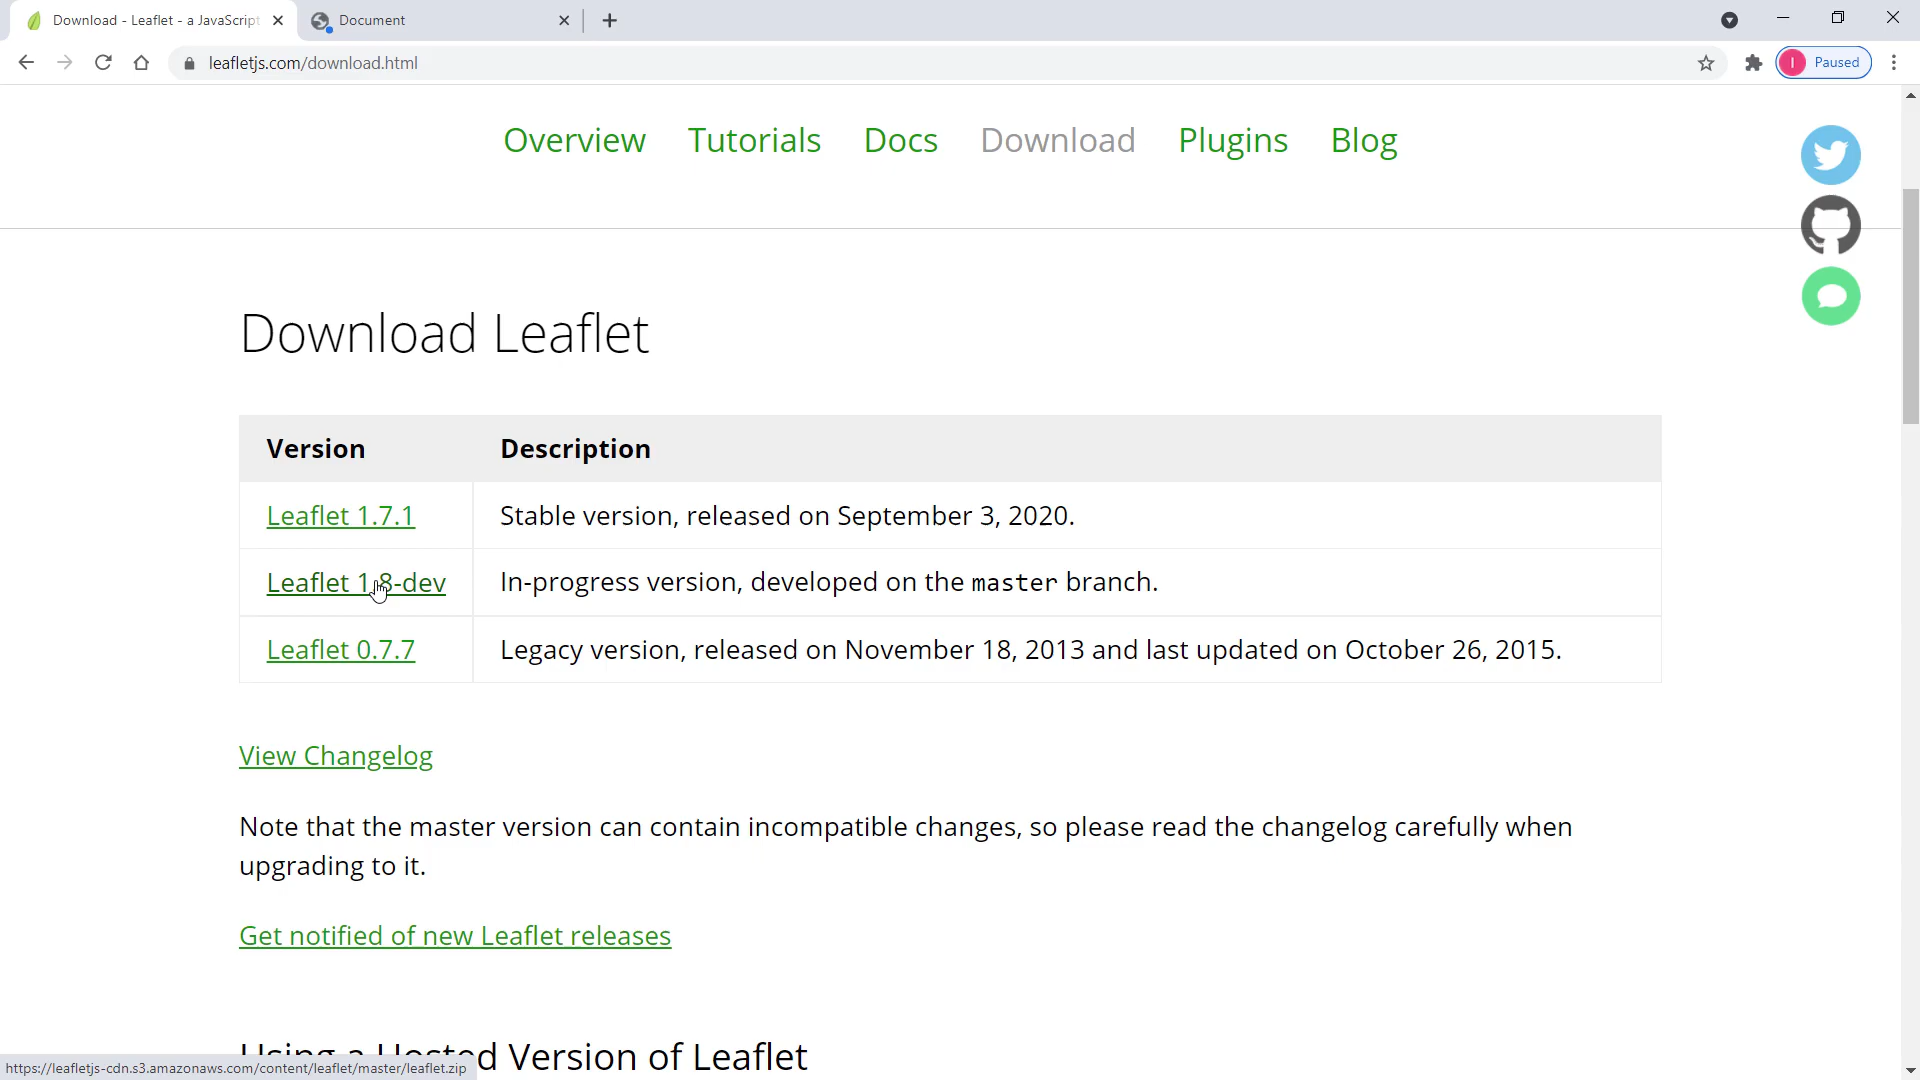 Download - Leaflet - a JavaScript
Document
leafletjs.com/download.html
I
Paused
Overview Tutorials Docs Download Plugins Blog
Download Leaflet
Version Description
Leaflet 1.7.1 Stable version, released on September 3, 2020.
Leaflet 1.8-dev In-progress version, developed on the master branch.
Leaflet 0.7.7 Legacy version, released on November 18, 2013 and last updated on October 26, 2015.
View Changelog
Note that the master version can contain incompatible changes, so please read the changelog carefully when
upgrading to it.
Get notified of new Leaflet releases
Using a Hosted Version of Leaflet
https://leafletjs-cdn.s3.amazonaws.com/content/leaflet/master/leaflet.zip